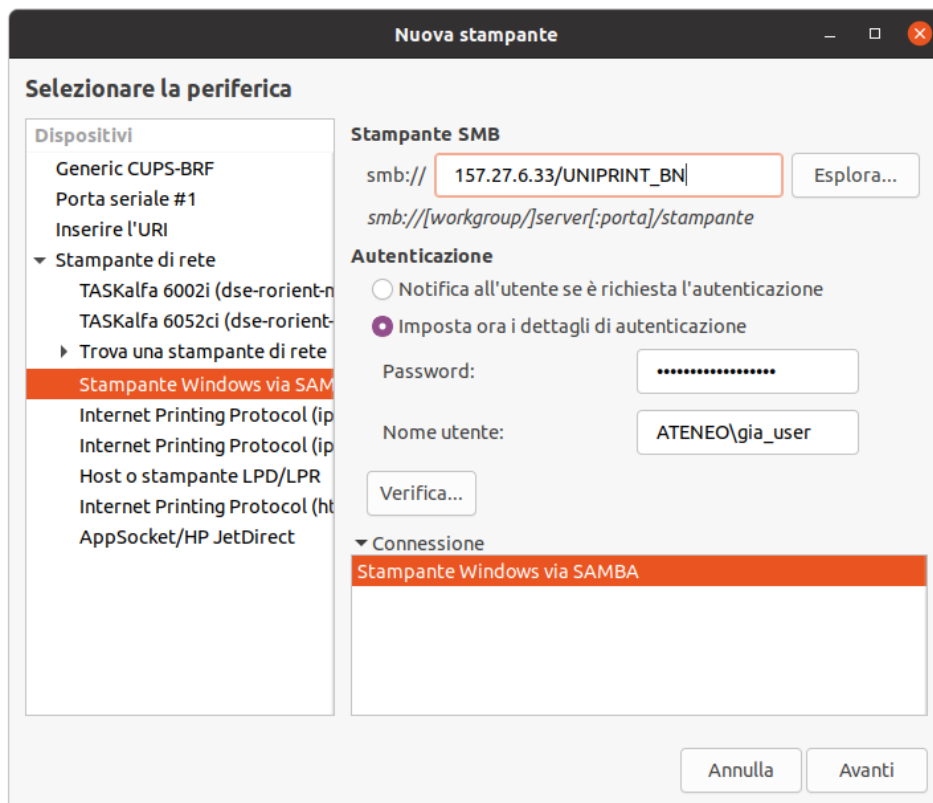 Nuova stampante
Selezionare la periferica
Dispositivi
Generic CUPS-BRF
Porta seriale #1
Inserire l'URI
Stampante di rete
TASKalfa 6002i (dse-rorient-n
TASKalfa 6052ci (dse-rorient-
Trova una stampante di rete
Stampante Windows via SAM
Internet Printing Protocol (ip
Internet Printing Protocol (ip
Host o stampante LPD/LPR
Internet Printing Protocol (ht
AppSocket/HP JetDirect
Stampante SMB
smb:// 157.27.6.33/UNIPRINT_BN Esplora...
smb://[workgroup/]server[:porta]/stampante
Autenticazione
Notifica all'utente se è richiesta l'autenticazione
Imposta ora i dettagli di autenticazione
Password: ••••••••••••••••••
Nome utente: ATENEO\gia_user
Verifica...
Connessione
Stampante Windows via SAMBA
Annulla Avanti